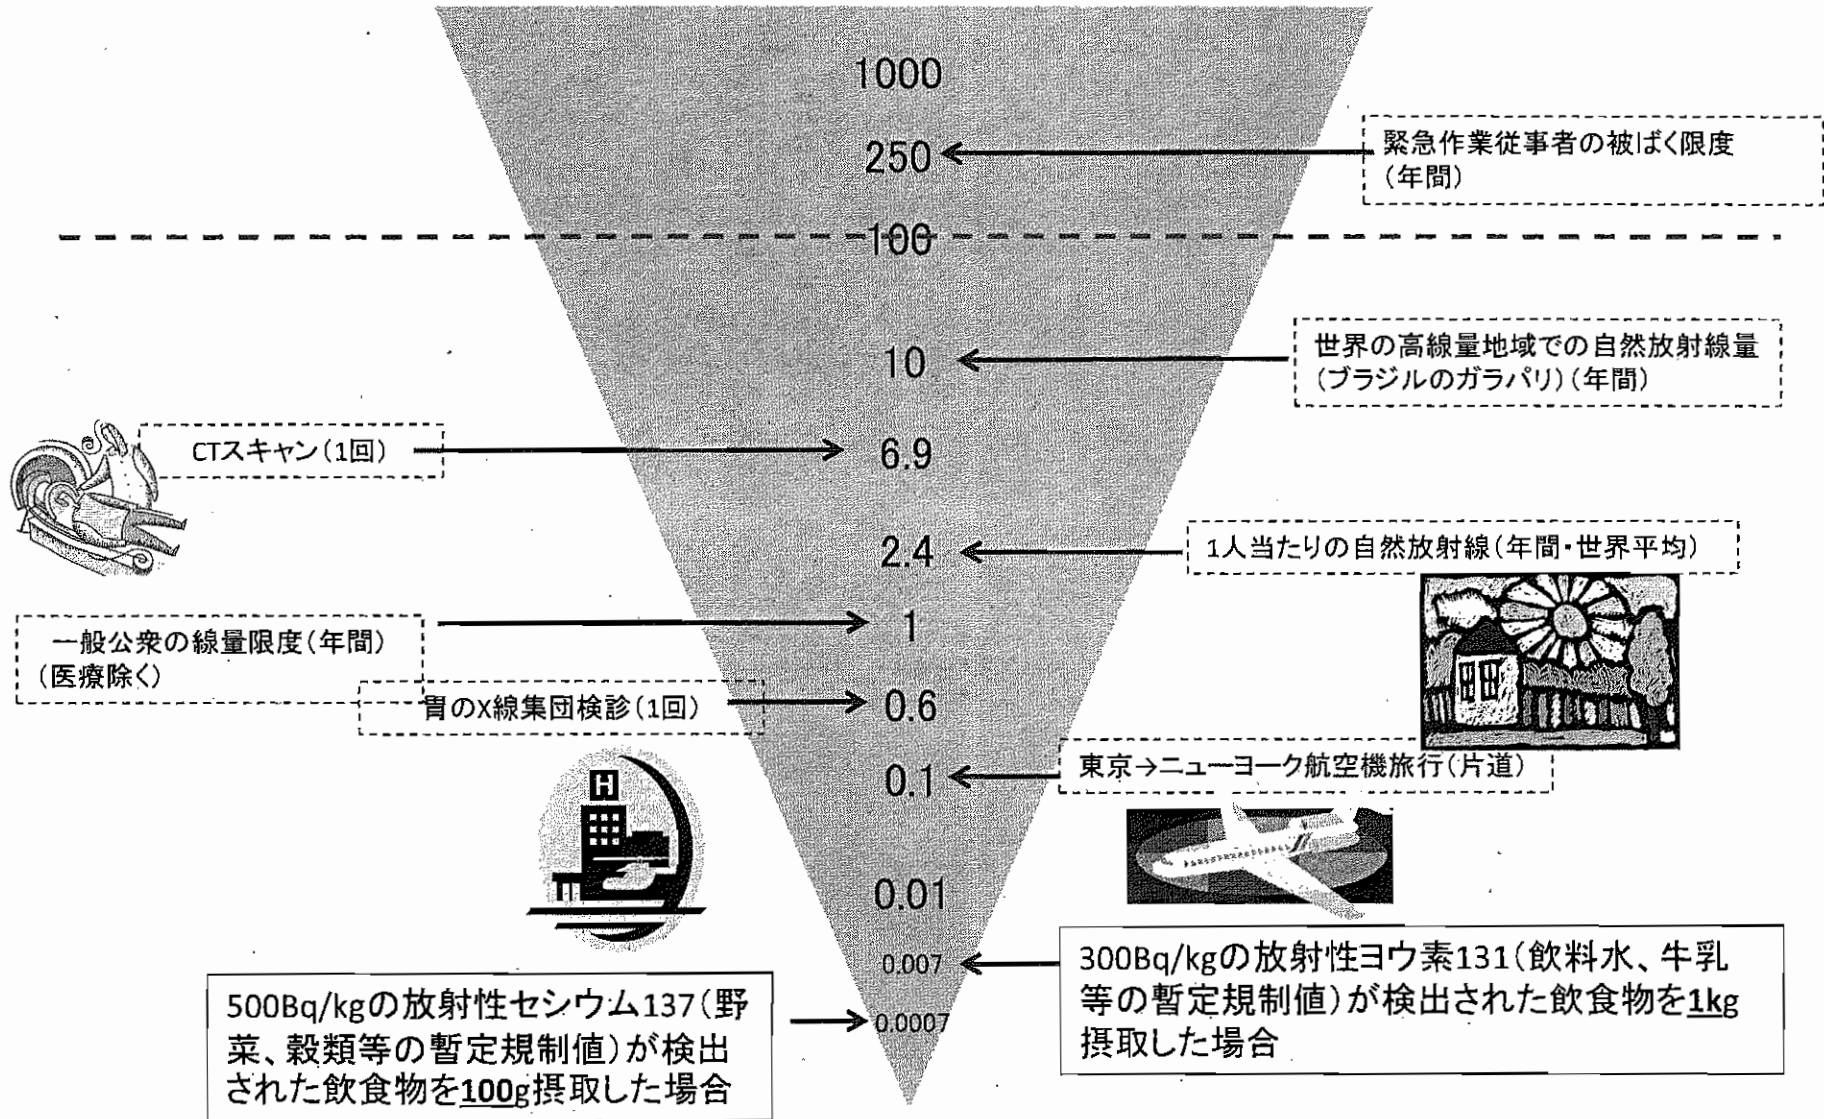 1000
250
緊急作業従事者の被ばく限度
(年間)
100
10
世界の高線量地域での自然放射線量
(ブラジルのガラパリ)(年間)
CTスキャン(1回)
6.9
2.4
1人当たりの自然放射線(年間・世界平均)
一般公衆の線量限度(年間)
(医療除く)
1
胃のX線集団検診(1回)
0.6
東京→ニューヨーク航空機旅行(片道)
0.1
H
0.01
0.007
300Bq/kgの放射性ヨウ素131(飲料水、牛乳
等の暫定規制値)が検出された飲食物を1kg
摂取した場合
500Bq/kgの放射性セシウム137(野
菜、穀類等の暫定規制値)が検出
された飲食物を100g摂取した場合
0.0007